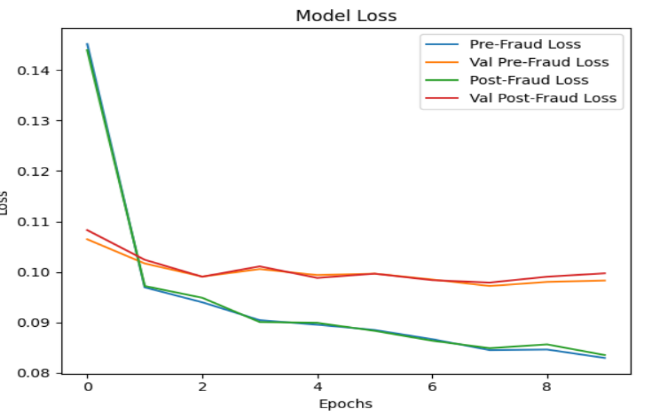 Model Loss
Pre-Fraud Loss
Val Pre-Fraud Loss
Post-Fraud Loss
Val Post-Fraud Loss
0.14
0.13
0.12
0.11
0.10
0.09
0.08
Loss
0 2 4 6 8
Epochs